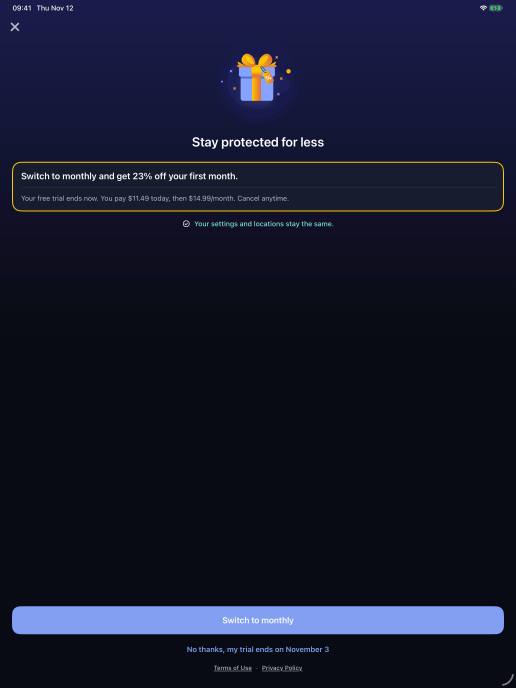 09:41 Thu Nov 12
Stay protected for less
Switch to monthly and get 23% off your first month.
Your free trial ends now. You pay $11.49 today, then $14.99/month. Cancel anytime.
Your settings and locations stay the same.
Switch to monthly
No thanks, my trial ends on November 3
Terms of Use · Privacy Policy